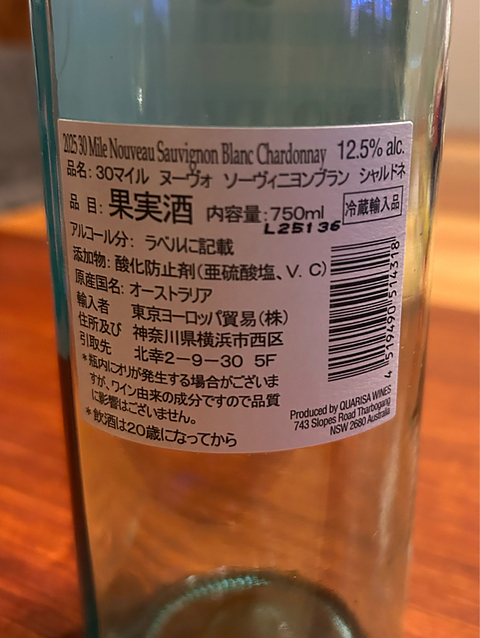 2025 30 Mile Nouveau Sauvignon Blanc Chardonnay 12.5% alc.
品名: 30マイル ヌーヴォ ソーヴィニヨンブラン シャルドネ
品 目: 果実酒 内容量: 750ml 冷蔵輸入品
L25136
アルコール分: ラベルに記載
添加物: 酸化防止剤(亜硫酸塩、V. C)
原産国名: オーストラリア
輸入者 東京ヨーロッパ貿易(株)
住所及び 神奈川県横浜市西区
引取先 北幸2-9-30 5F
*瓶内にオリが発生する場合がございま
すが、ワイン由来の成分ですので品質
に影響はございません。
*飲酒は20歳になってから
4 519490 514318
Produced by QUARISA WINES
743 Slopes Road Tharbogang
NSW 2680 Australia